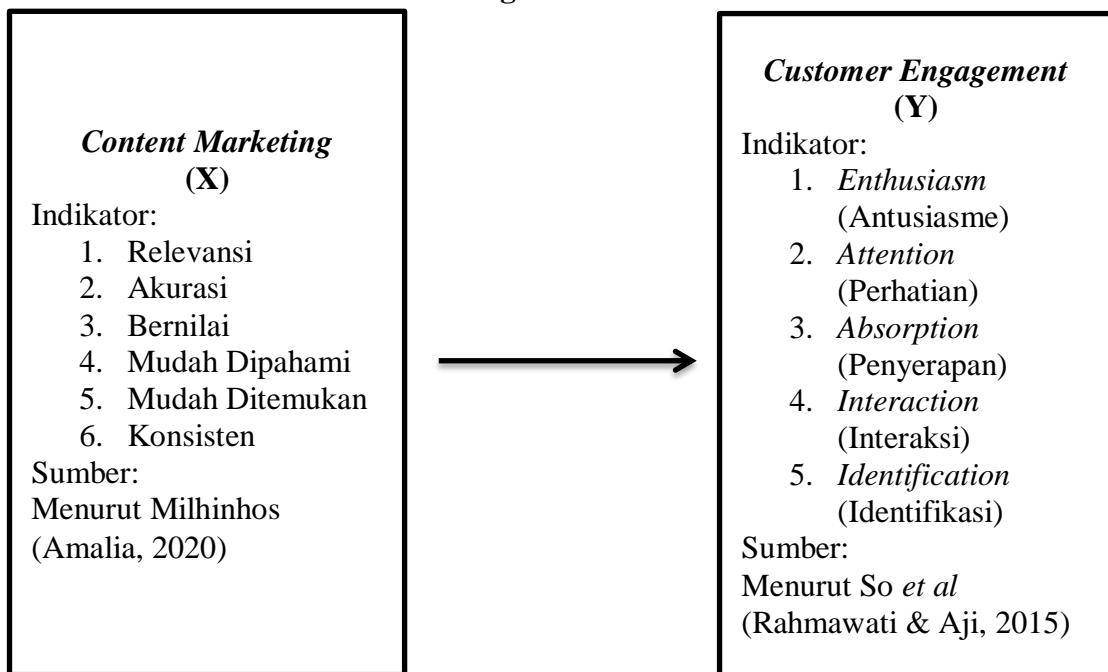 Content Marketing
(X)
Indikator:
1. Relevansi
2. Akurasi
3. Bernilai
4. Mudah Dipahami
5. Mudah Ditemukan
6. Konsisten
Sumber:
Menurut Milhinhos
(Amalia, 2020)
Customer Engagement
(Y)
Indikator:
1. Enthusiasm
(Antusiasme)
2. Attention
(Perhatian)
3. Absorption
(Penyerapan)
4. Interaction
(Interaksi)
5. Identification
(Identifikasi)
Sumber:
Menurut So et al
(Rahmawati & Aji, 2015)